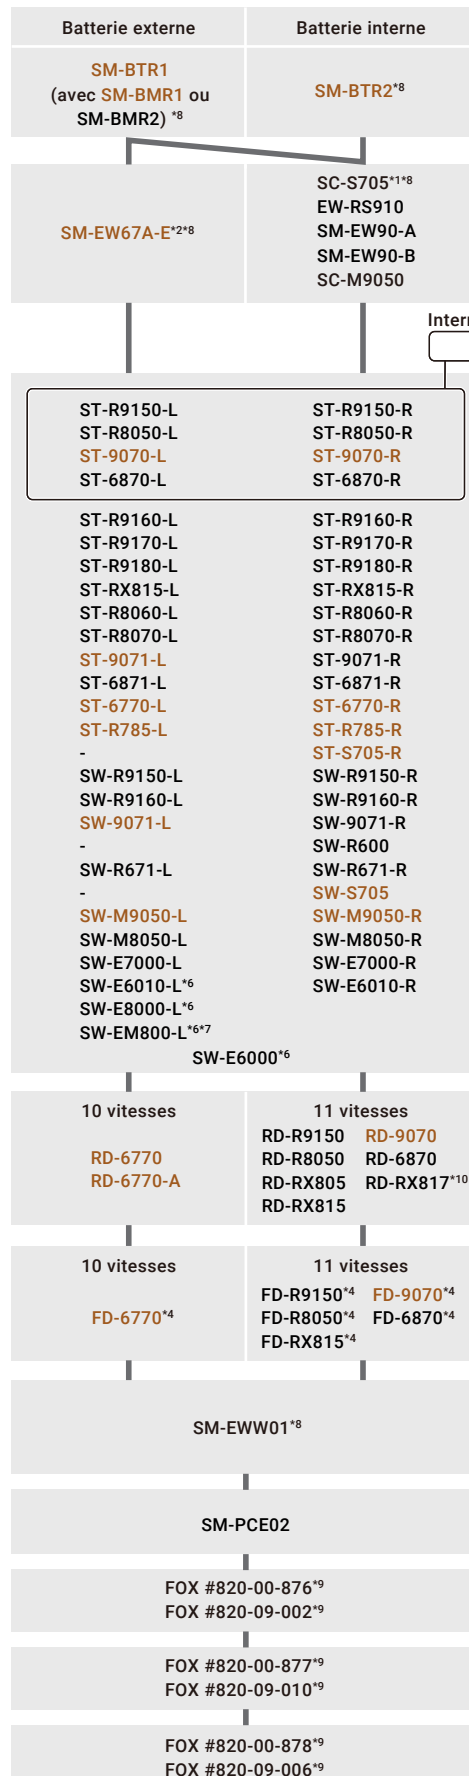 Batterie externe Batterie interne
SM-BTR1
(avec SM-BMR1 ou
SM-BMR2) *8
SM-BTR2*8
SM-EW67A-E*2*8
SC-S705*1*8
EW-RS910
SM-EW90-A
SM-EW90-B
SC-M9050
Intern
ST-R9150-L ST-R9150-R
ST-R8050-L ST-R8050-R
ST-9070-L ST-9070-R
ST-6870-L ST-6870-R
ST-R9160-L ST-R9160-R
ST-R9170-L ST-R9170-R
ST-R9180-L ST-R9180-R
ST-RX815-L ST-RX815-R
ST-R8060-L ST-R8060-R
ST-R8070-L ST-R8070-R
ST-9071-L ST-9071-R
ST-6871-L ST-6871-R
ST-6770-L ST-6770-R
ST-R785-L ST-R785-R
- ST-S705-R
SW-R9150-L SW-R9150-R
SW-R9160-L SW-R9160-R
SW-9071-L SW-9071-R
- SW-R600
SW-R671-L SW-R671-R
- SW-S705
SW-M9050-L SW-M9050-R
SW-M8050-L SW-M8050-R
SW-E7000-L SW-E7000-R
SW-E6010-L*6 SW-E6010-R
SW-E8000-L*6
SW-EM800-L*6*7
SW-E6000*6
10 vitesses
RD-6770
RD-6770-A
11 vitesses
RD-R9150 RD-9070
RD-R8050 RD-6870
RD-RX805 RD-RX817*10
RD-RX815
10 vitesses
FD-6770*4
11 vitesses
FD-R9150*4 FD-9070*4
FD-R8050*4 FD-6870*4
FD-RX815*4
SM-EWW01*8
SM-PCE02
FOX #820-00-876*9
FOX #820-09-002*9
FOX #820-00-877*9
FOX #820-09-010*9
FOX #820-00-878*9
FOX #820-09-006*9